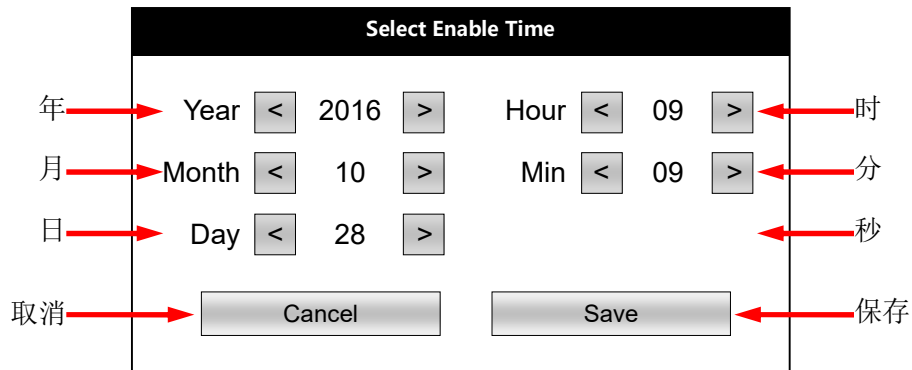 Select Enable Time
年 Year < 2016 > Hour < 09 > 时
月 Month < 10 > Min < 09 > 分
日 Day < 28 > 秒
取消 Cancel Save 保存